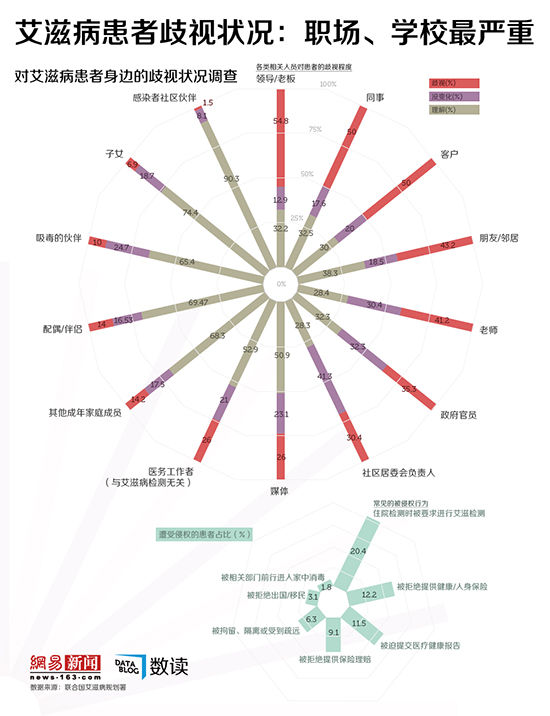 艾滋病患者歧视状况：职场、学校最严重
对艾滋病患者身边的歧视状况调查
各类相关人员对患者的歧视程度
领导/老板
100%
75%
50%
25%
0%
歧视(%)
没变化(%)
理解(%)
54.8
12.9
32.2
同事
50
17.6
32.5
客户
50
20
30
朋友/邻居
43.2
18.5
38.3
老师
41.2
30.4
28.4
政府官员
35.3
32.3
32.3
社区居委会负责人
30.4
41.3
28.3
媒体
26
23.1
50.9
医务工作者
（与艾滋病检测无关）
26
21
52.9
其他成年家庭成员
14.2
17.5
68.3
配偶/伴侣
14
16.53
69.47
吸毒的伙伴
10
24.7
65.4
子女
6.9
18.7
74.4
感染者社区伙伴
1.5
8.1
90.3
遭受侵权的患者占比（%）
常见的被侵权行为
住院检测时被要求进行艾滋检测
20.4
被拒绝提供健康/人身保险
12.2
被迫提交医疗健康报告
11.5
被拒绝提供保险理赔
9.1
被拘留、隔离或受到疏远
6.3
被拒绝出国/移民
3.1
被相关部门前行进人家中消毒
1.8
网易新闻
news·163.com
DATA BLOG 数读
数据来源：联合国艾滋病规划署